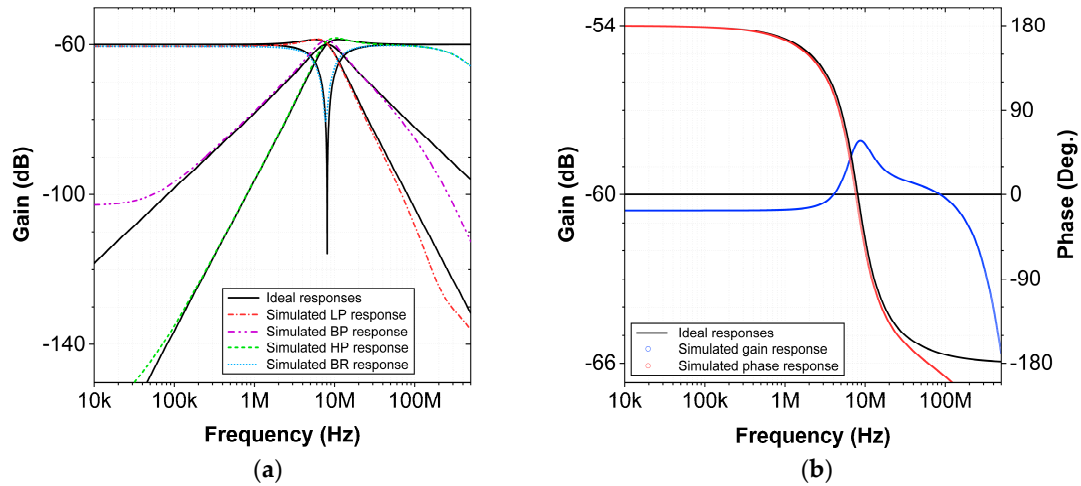 -60
-100
-140
Gain (dB)
Ideal responses
Simulated LP response
Simulated BP response
Simulated HP response
Simulated BR response
10k 100k 1M 10M 100M
Frequency (Hz)
(a)
-54
-60
-66
Gain (dB)
180
90
0
-90
-180
Phase (Deg.)
Ideal responses
Simulated gain response
Simulated phase response
10k 100k 1M 10M 100M
Frequency (Hz)
(b)